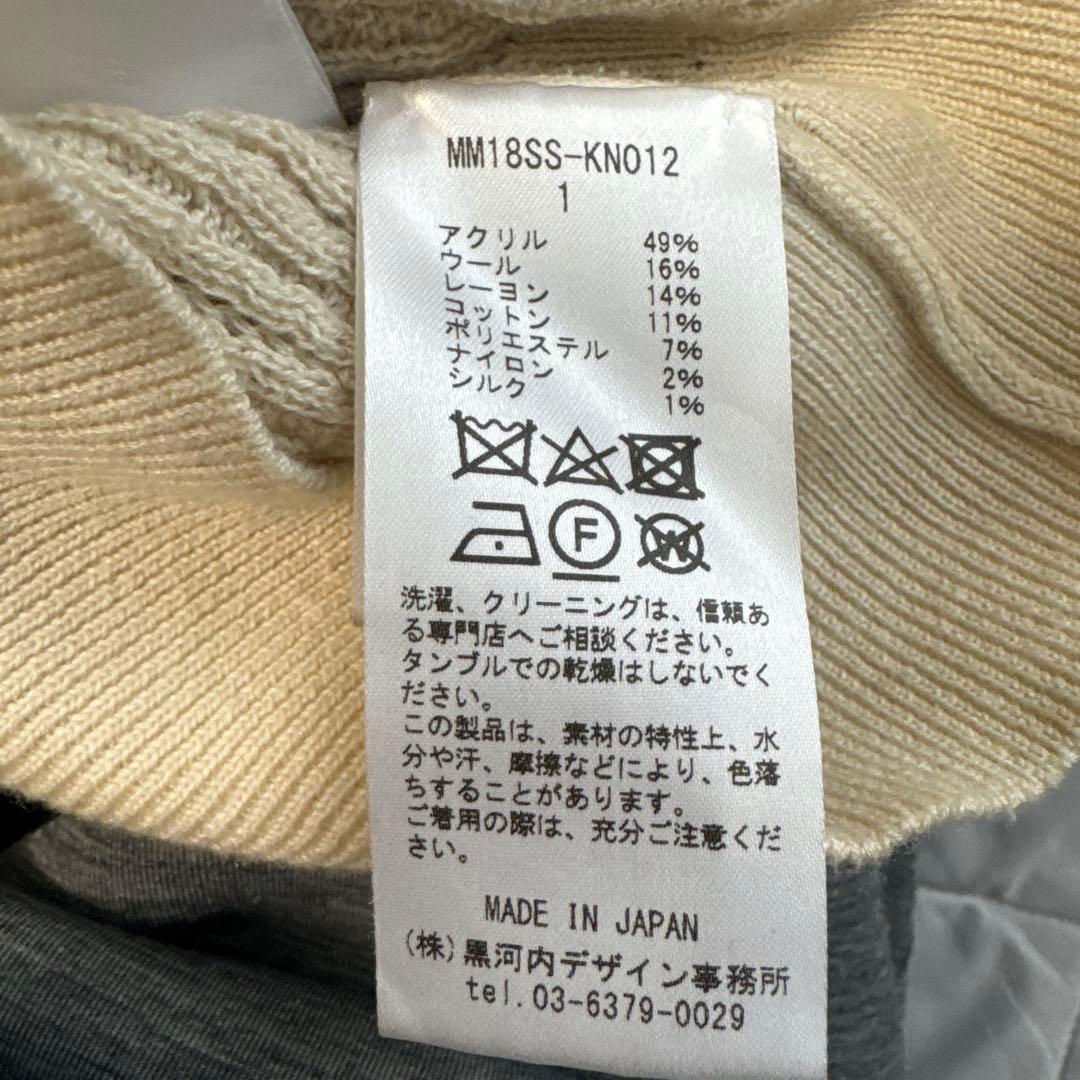 MM18SS-KN012
1
アクリル 49%
ウール 16%
レーヨン 14%
コットン 11%
ポリエステル 7%
ナイロン 2%
シルク 1%
F
W
洗濯、クリーニングは、信頼あ
る専門店へご相談ください。
タンブルでの乾燥はしないでく
ださい。
この製品は、素材の特性上、水
分や汗、摩擦などにより、色落
ちすることがあります。
ご着用の際は、充分ご注意くだ
さい。
MADE IN JAPAN
(株)黒河内デザイン事務所
tel.03-6379-0029